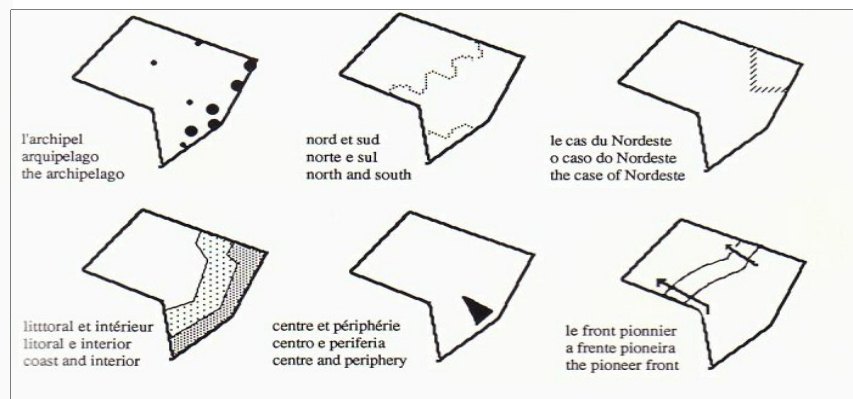 l'archipel
arquipelago
the archipelago
nord et sud
norte e sul
north and south
le cas du Nordeste
o caso do Nordeste
the case of Nordeste
litttoral et intérieur
litoral e interior
coast and interior
centre et périphérie
centro e periferia
centre and periphery
le front pionnier
a frente pioneira
the pioneer front